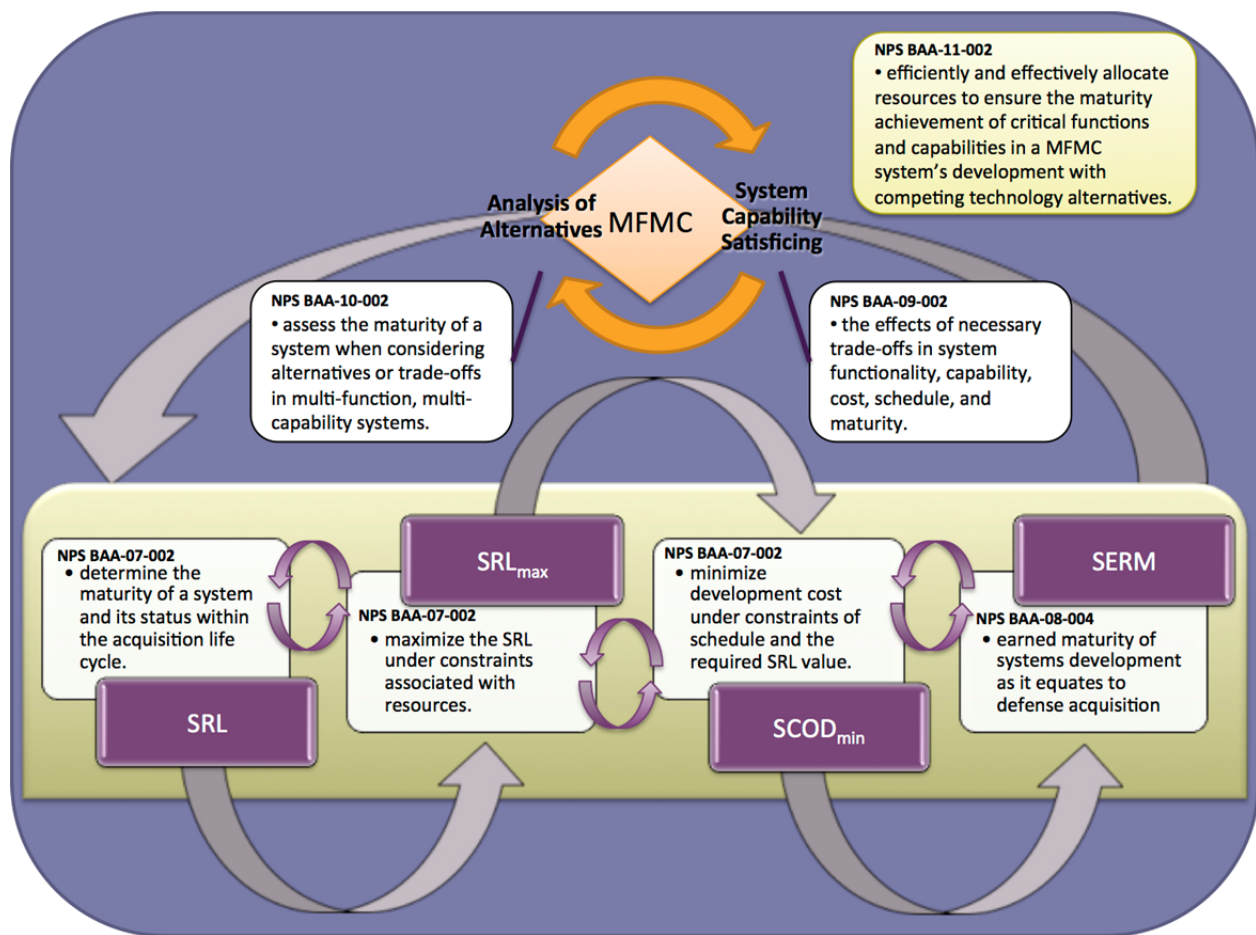 NPS BAA-11-002
• efficiently and effectively allocate
resources to ensure the maturity
achievement of critical functions
and capabilities in a MFMC
system's development with
competing technology alternatives.
Analysis of
Alternatives
MFMC
System
Capability
Satisficing
NPS BAA-10-002
• assess the maturity of a
system when considering
alternatives or trade-offs
in multi-function, multi-
capability systems.
NPS BAA-09-002
• the effects of necessary
trade-offs in system
functionality, capability,
cost, schedule, and
maturity.
NPS BAA-07-002
• determine the
maturity of a system
and its status within
the acquisition life
cycle.
SRL
SRLmax
NPS BAA-07-002
• maximize the SRL
under constraints
associated with
resources.
NPS BAA-07-002
• minimize
development cost
under constraints of
schedule and the
required SRL value.
SCODmin
SERM
NPS BAA-08-004
• earned maturity of
systems development
as it equates to
defense acquisition